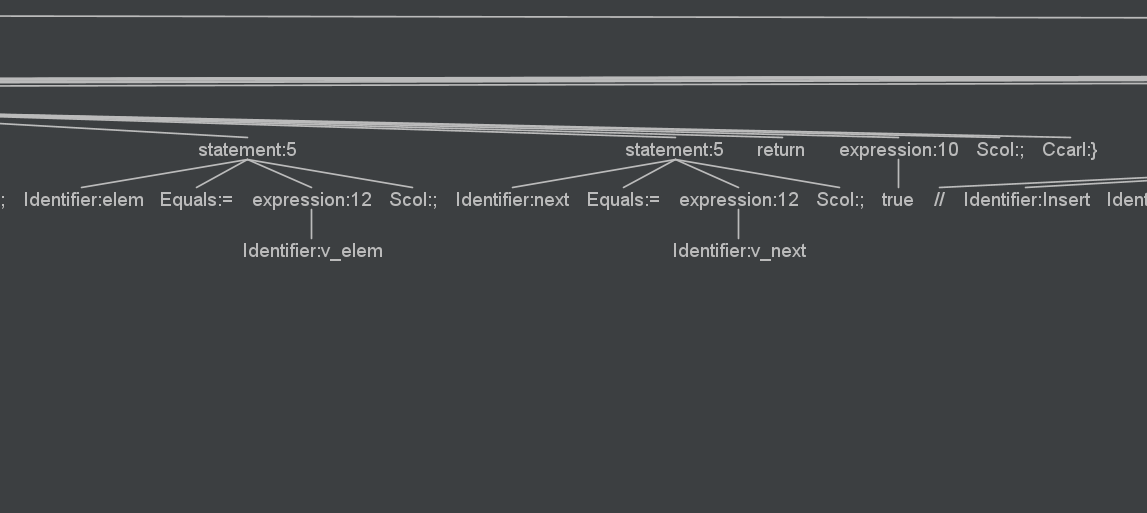 statement:5 statement:5 return expression:10 Scol:; Ccarl:}
; Identifier:elem Equals:= expression:12 Scol:; Identifier:next Equals:= expression:12 Scol:; true // Identifier:Insert
Identifier:v_elem Identifier:v_next